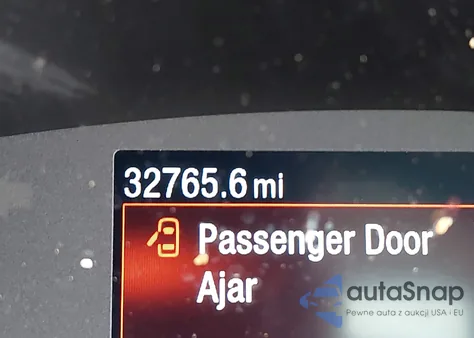 32765.6 mi
Passenger Door
Ajar
autaSnap
Pewne auta z aukcji USA i EU